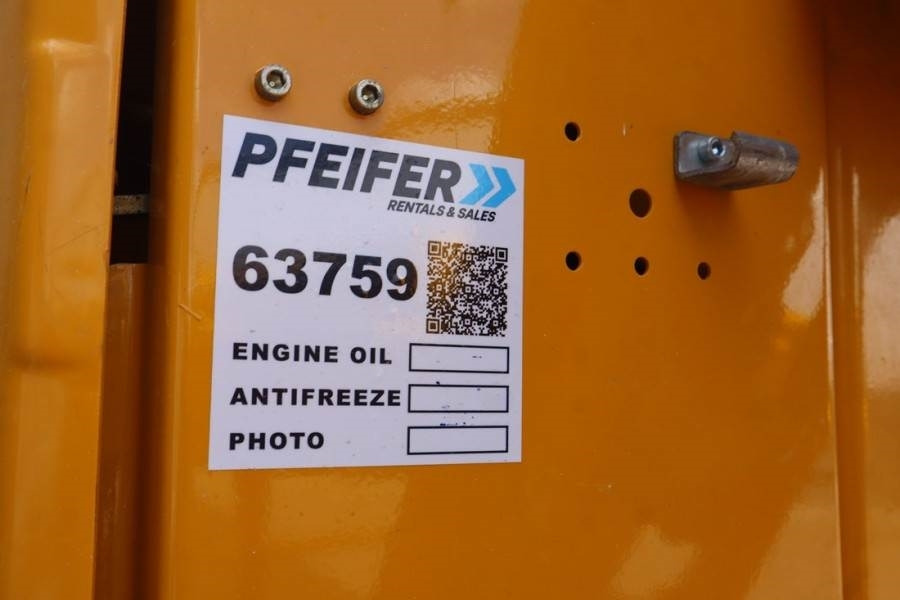 PFEIFER
RENTALS & SALES
63759
ENGINE OIL
ANTIFREEZE
PHOTO